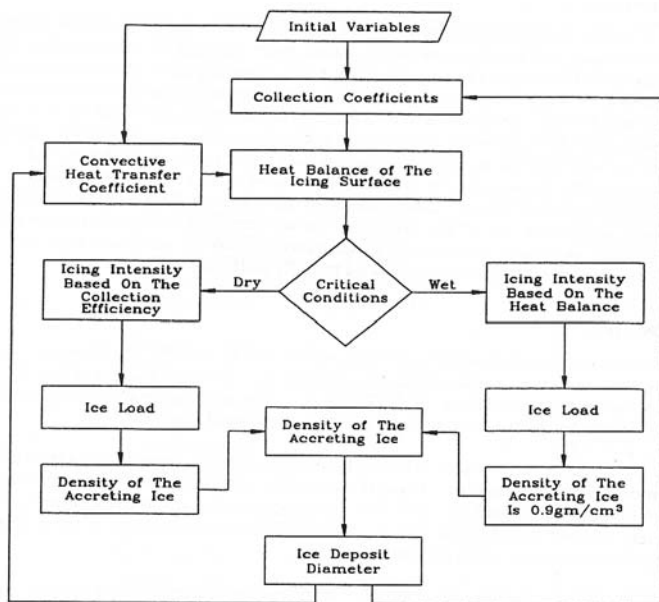 Initial Variables
Collection Coefficients
Convective
Heat Transfer
Coefficient
Heat Balance of The
Icing Surface
Icing Intensity
Based On The
Collection
Efficiency
Dry
Critical
Conditions
Wet
Icing Intensity
Based On The
Heat Balance
Ice Load
Ice Load
Density of The
Accreting Ice
Density of The
Accreting Ice
Density of The
Accreting Ice
Is 0.9gm/cm³
Ice Deposit
Diameter